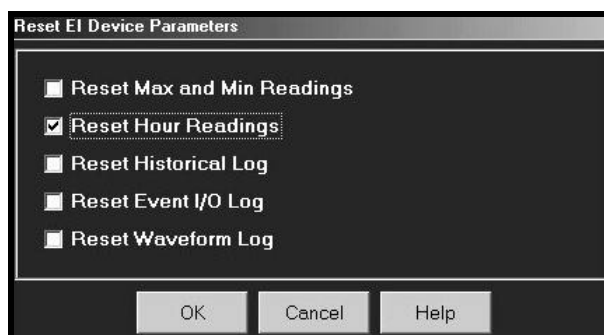 Reset EI Device Parameters
Reset Max and Min Readings
Reset Hour Readings
Reset Historical Log
Reset Event I/O Log
Reset Waveform Log
OK Cancel Help